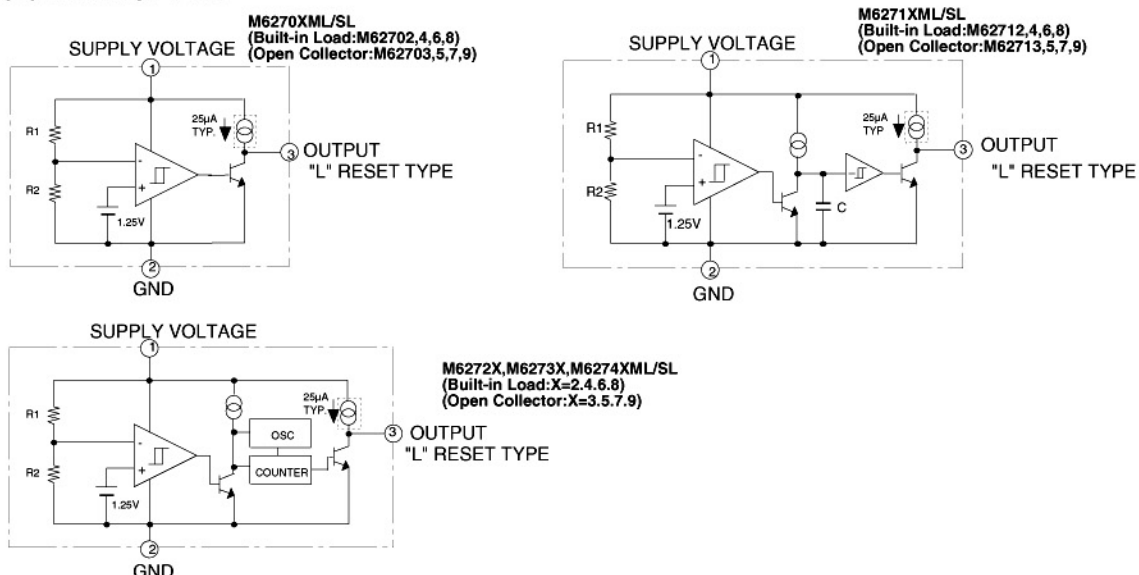 M6270XML/SL
(Built-in Load:M62702,4,6,8)
(Open Collector:M62703,5,7,9)
SUPPLY VOLTAGE
1
R1
R2
25µA
TYP.
-
+
1.25V
3 OUTPUT
"L" RESET TYPE
2
GND
M6271XML/SL
(Built-in Load:M62712,4,6,8)
(Open Collector:M62713,5,7,9)
SUPPLY VOLTAGE
1
R1
R2
25µA
TYP
-
+
1.25V
C
3 OUTPUT
"L" RESET TYPE
2
GND
SUPPLY VOLTAGE
1
M6272X,M6273X,M6274XML/SL
(Built-in Load:X=2.4.6.8)
(Open Collector:X=3.5.7.9)
R1
R2
25µA
TYP.
-
+
1.25V
OSC
COUNTER
3 OUTPUT
"L" RESET TYPE
2
GND